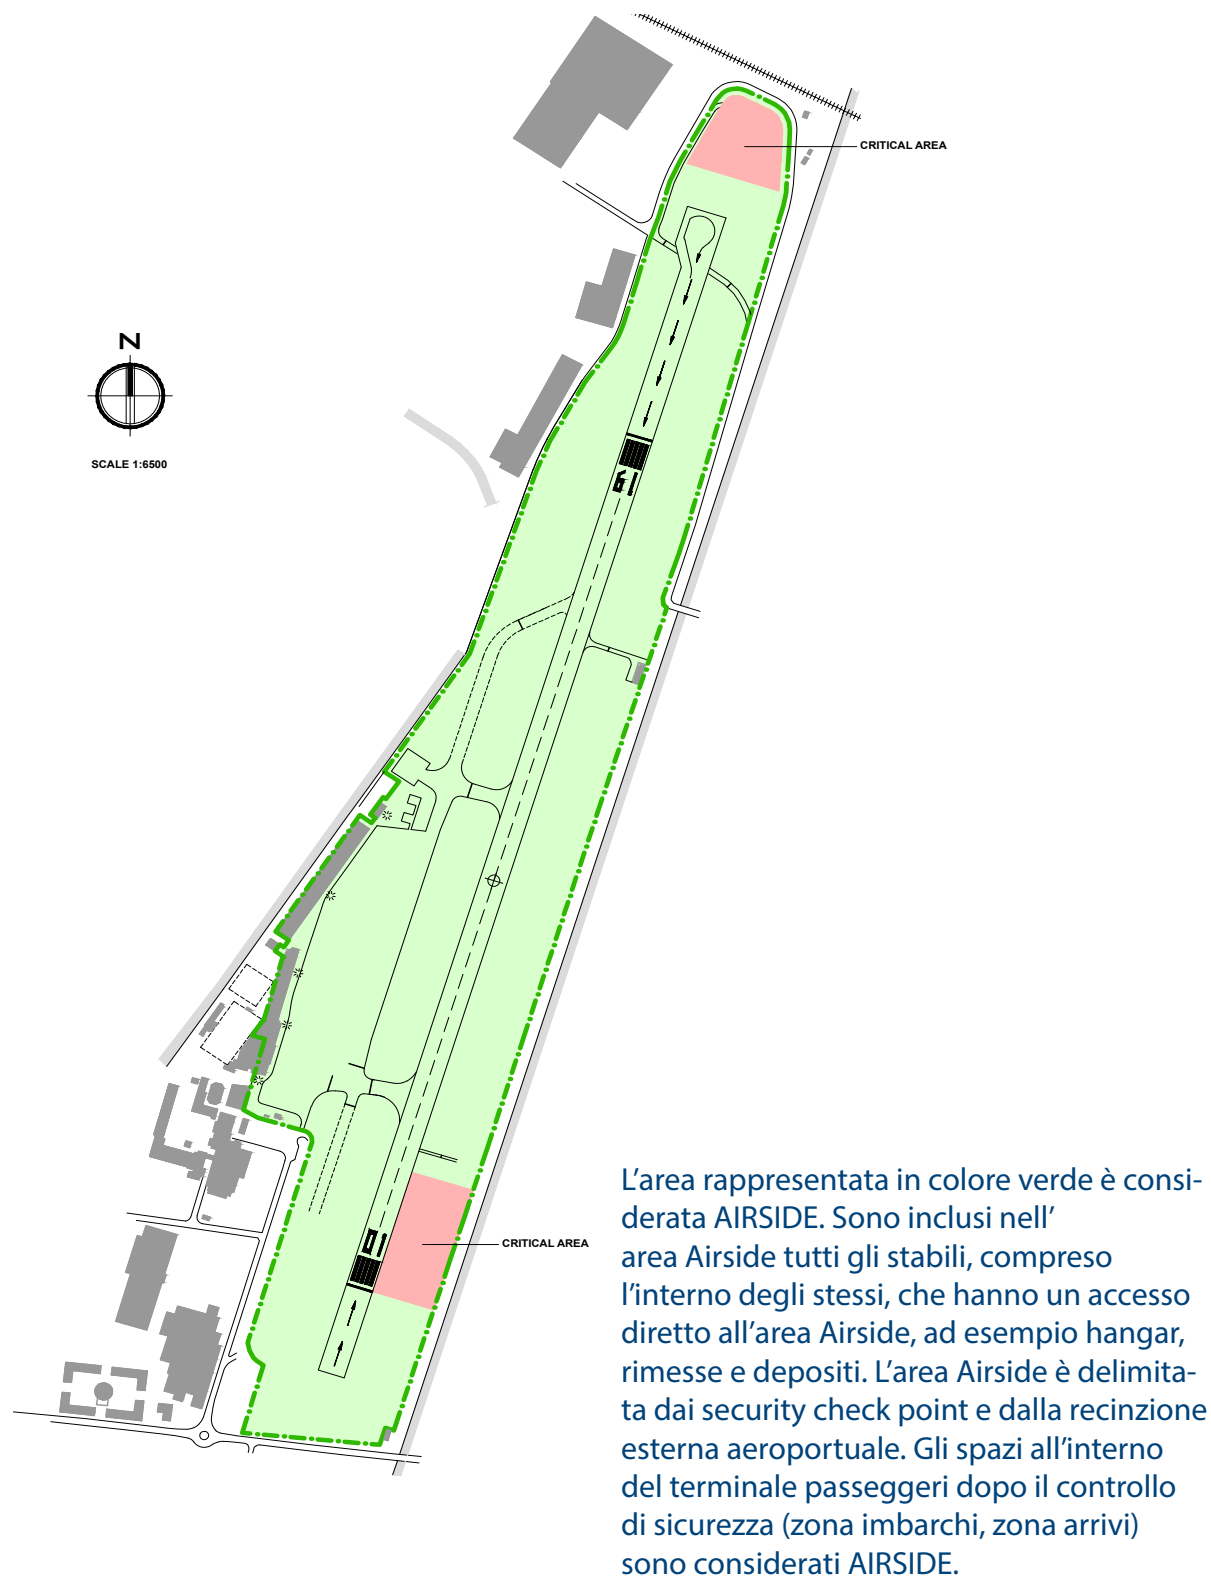 CRITICAL AREA
N
SCALE 1:6500
19
01
CRITICAL AREA
L’area rappresentata in colore verde è consi-
derata AIRSIDE. Sono inclusi nell’
area Airside tutti gli stabili, compreso
l’interno degli stessi, che hanno un accesso
diretto all’area Airside, ad esempio hangar,
rimesse e depositi. L’area Airside è delimita-
ta dai security check point e dalla recinzione
esterna aeroportuale. Gli spazi all’interno
del terminale passeggeri dopo il controllo
di sicurezza (zona imbarchi, zona arrivi)
sono considerati AIRSIDE.